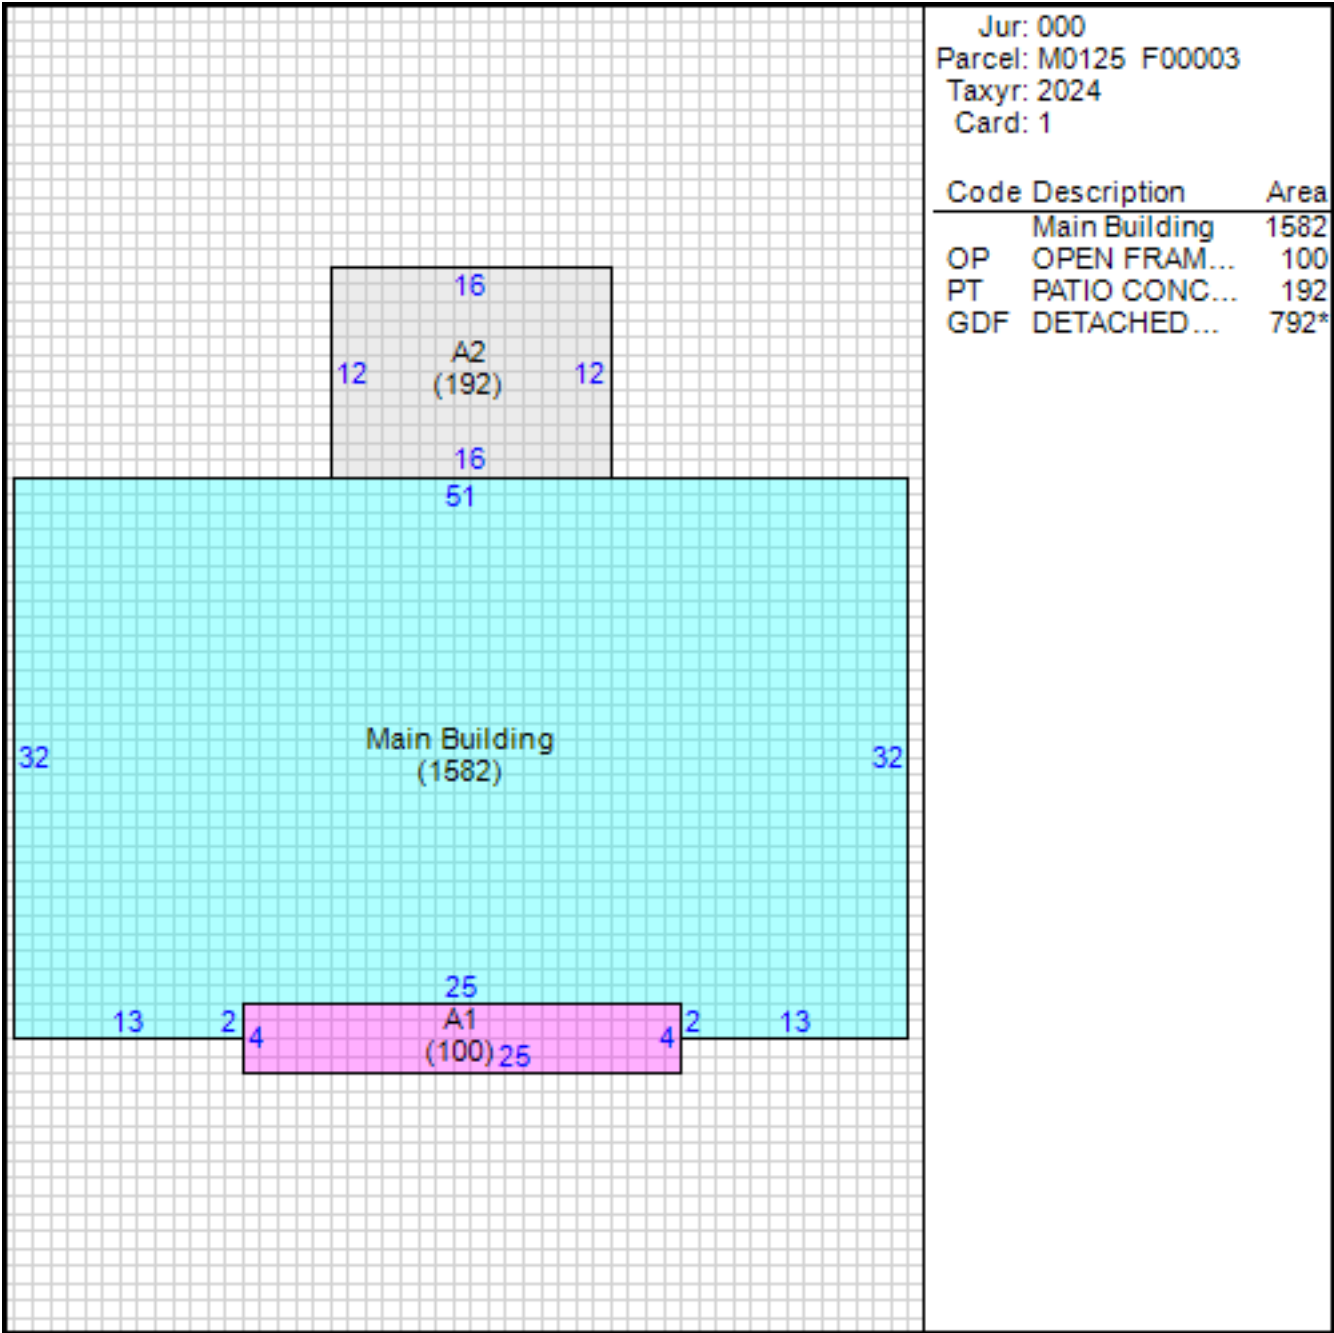 Jur: 000
Parcel: M0125 F00003
Taxyr: 2024
Card: 1
Code Description Area
Main Building 1582
OP OPEN FRAM... 100
PT PATIO CONC... 192
GDF DETACHED... 792*
16
A2
12 12
(192)
16
51
Main Building
32 32
(1582)
25
13 2 A1 2 13
4 4
(100) 25